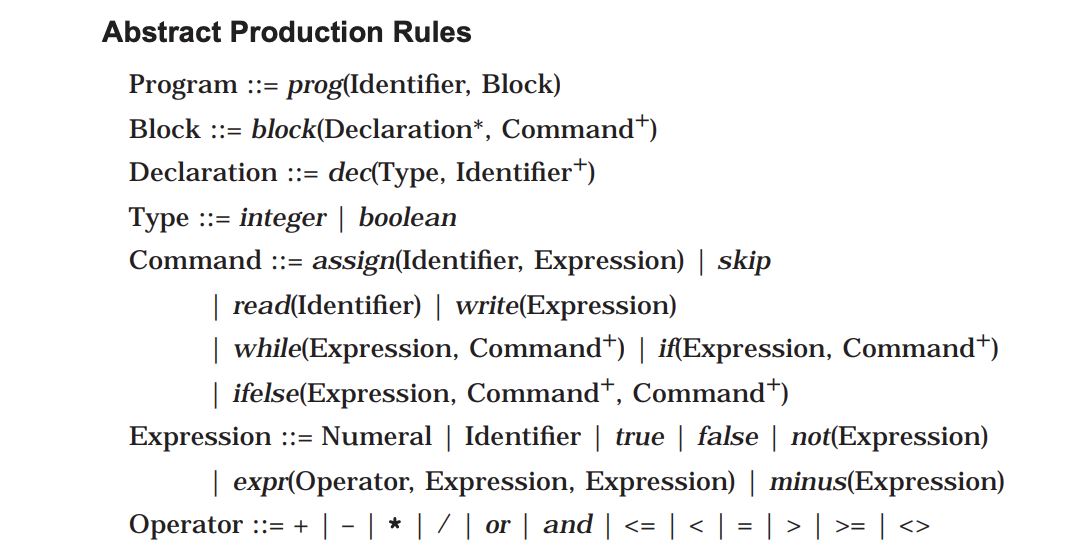 Abstract Production Rules
Program ::= prog(Identifier, Block)
Block ::= block(Declaration*, Command+)
Declaration ::= dec(Type, Identifier+)
Type ::= integer | boolean
Command ::= assign(Identifier, Expression) | skip
| read(Identifier) | write(Expression)
| while(Expression, Command+) | if(Expression, Command+)
| ifelse(Expression, Command+, Command+)
Expression ::= Numeral | Identifier | true | false | not(Expression)
| expr(Operator, Expression, Expression) | minus(Expression)
Operator ::= + | – | * | / | or | and | <= | < | = | > | >= | <>